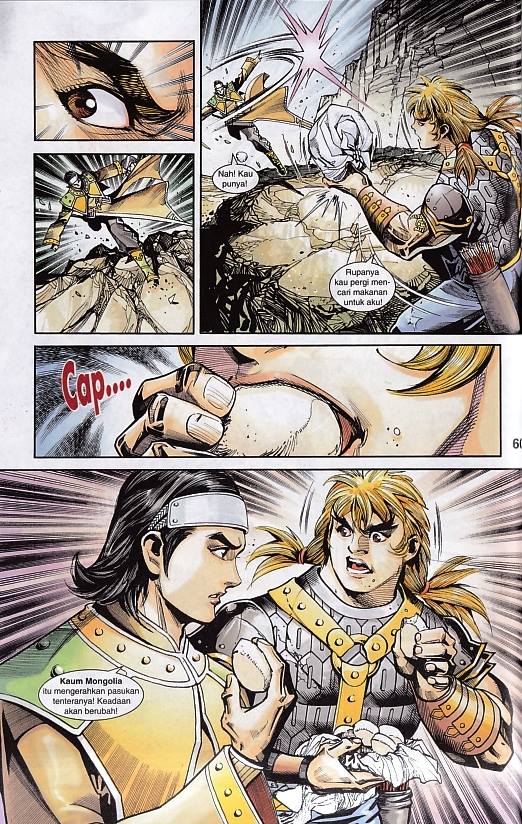 Nah! Kau
punya!
Rupanya
kau pergi men-
cari makanan
untuk aku!
Cap....
60
Kaum Mongolia
itu mengerahkan pasukan
tenteranya! Keadaan
akan berubah!